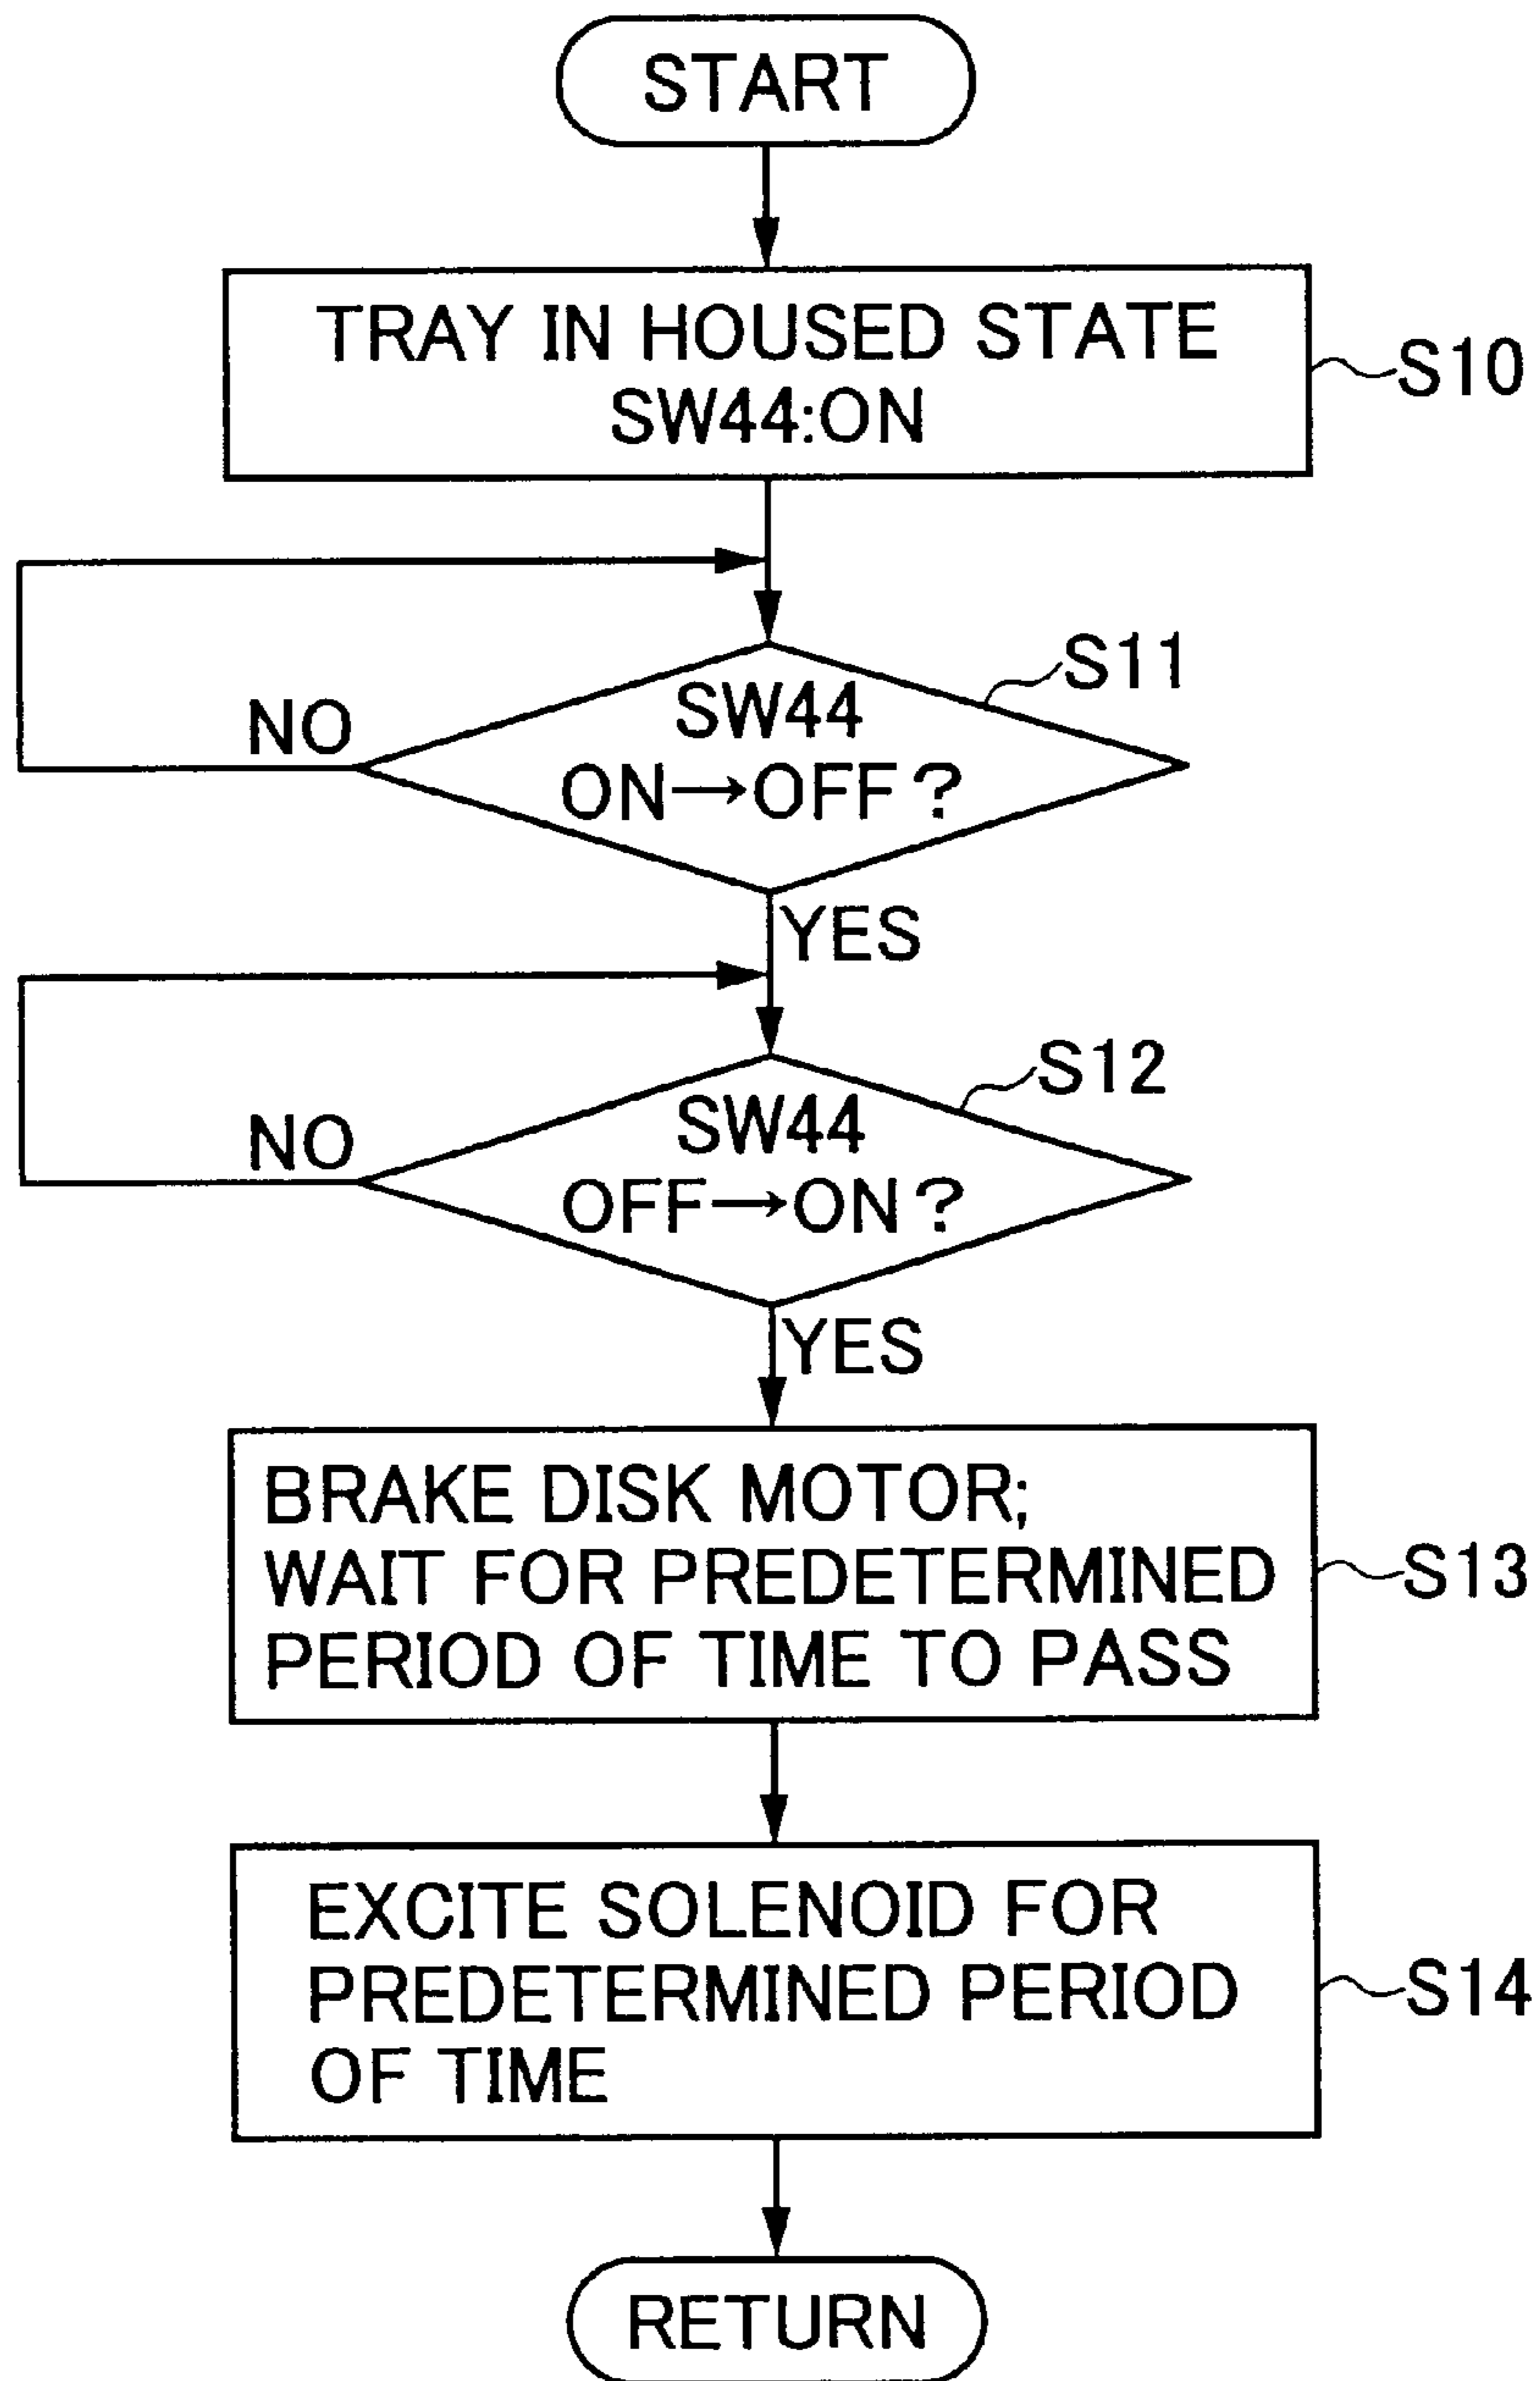 START
TRAY IN HOUSED STATE
SW44:ON
S10
S11
SW44
ON→OFF?
NO
YES
S12
SW44
OFF→ON?
NO
YES
BRAKE DISK MOTOR;
WAIT FOR PREDETERMINED
PERIOD OF TIME TO PASS
S13
EXCITE SOLENOID FOR
PREDETERMINED PERIOD
OF TIME
S14
RETURN